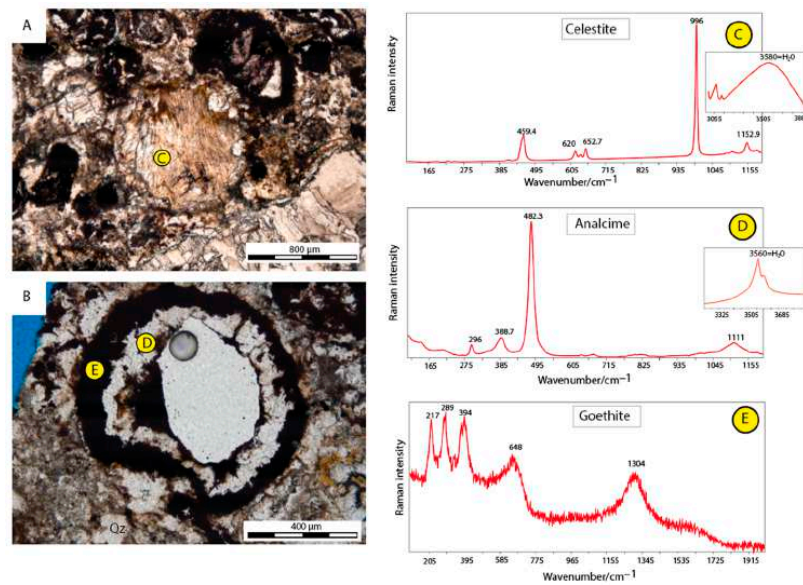 A
C
800 µm
B
E
D
Qz
400 µm
Celestite
C
996
3580=H₂0
3055 3505
459.4
620
652.7
1152.9
Raman intensity
165 275 385 495 605 715 825 935 1045 1155
Wavenumber/cm⁻¹
Analcime
D
482.3
3560=H₂0
3325 3505 3685
296
388.7
1111
Raman intensity
165 275 385 495 605 715 825 935 1045 1155
Wavenumber/cm⁻¹
Goethite
E
217
289
394
648
1304
Raman intensity
205 395 585 775 965 1155 1345 1535 1725 1915
Wavenumber/cm⁻¹